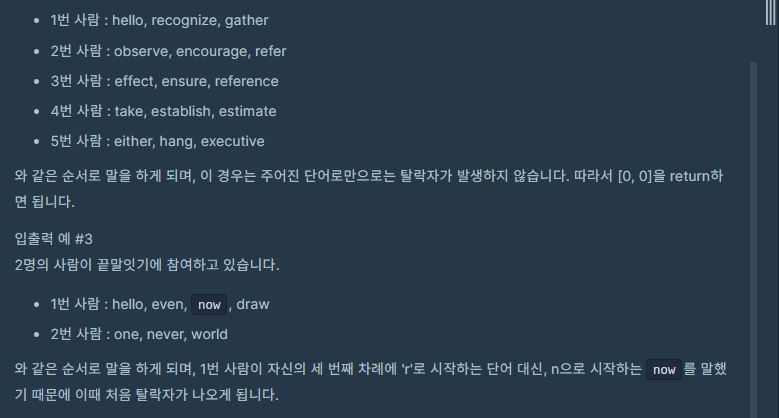 1번 사람 : hello, recognize, gather
2번 사람 : observe, encourage, refer
3번 사람 : effect, ensure, reference
4번 사람 : take, establish, estimate
5번 사람 : either, hang, executive
와 같은 순서로 말을 하게 되며, 이 경우는 주어진 단어로만으로는 탈락자가 발생하지 않습니다. 따라서 [0, 0]을 return하
면 됩니다.
입출력 예 #3
2명의 사람이 끝말잇기에 참여하고 있습니다.
1번 사람 : hello, even, now, draw
2번 사람 : one, never, world
와 같은 순서로 말을 하게 되며, 1번 사람이 자신의 세 번째 차례에 'r'로 시작하는 단어 대신, n으로 시작하는 now를 말했
기 때문에 이때 처음 탈락자가 나오게 됩니다.